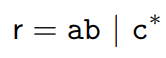 r = ab | c*